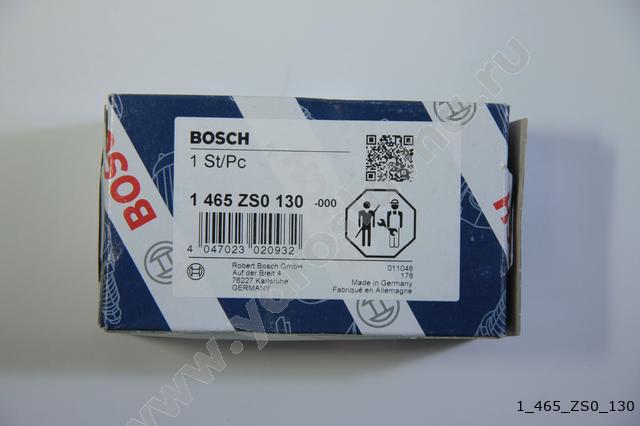 BOSCH
BOSCH
1 St/Pc
1 465 ZS0 130 -000
4 047023 020932
Robert Bosch GmbH
Auf der Breit 4
76227 Karlsruhe
GERMANY
011048
176
Made in Germany
Fabriqué en Allemagne
1_465_ZS0_130